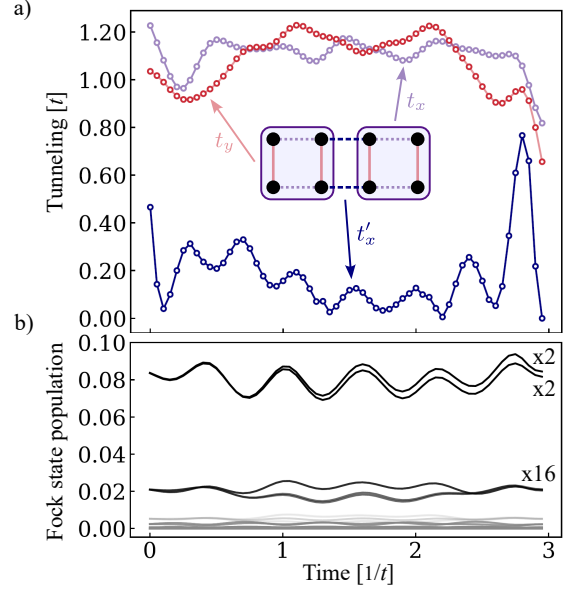 a)
Tunneling [t]
1.20
1.00
0.80
0.60
0.40
0.20
0.00
t_y
t_x
t'_x
b)
Fock state population
0.10
0.08
0.06
0.04
0.02
0.00
x2
x2
x16
0
1
2
3
Time [1/t]